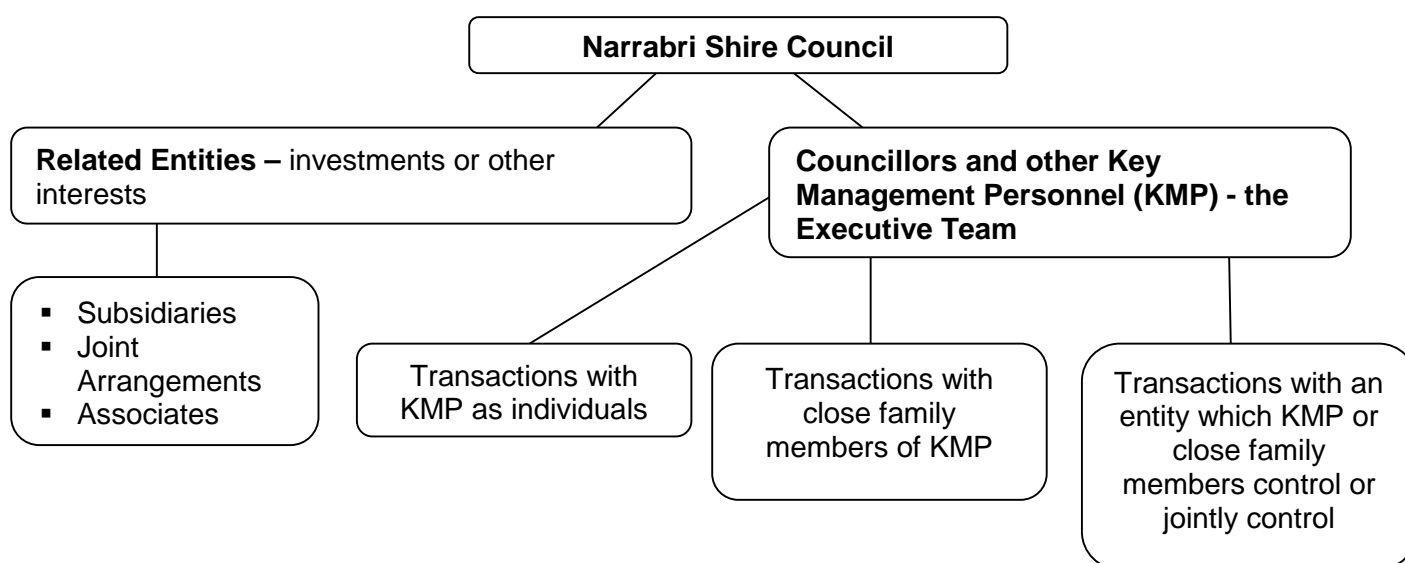 Narrabri Shire Council
Related Entities – investments or other
interests
Councillors and other Key
Management Personnel (KMP) - the
Executive Team
▪ Subsidiaries
▪ Joint
Arrangements
▪ Associates
Transactions with
KMP as individuals
Transactions with
close family
members of KMP
Transactions with an
entity which KMP or
close family
members control or
jointly control